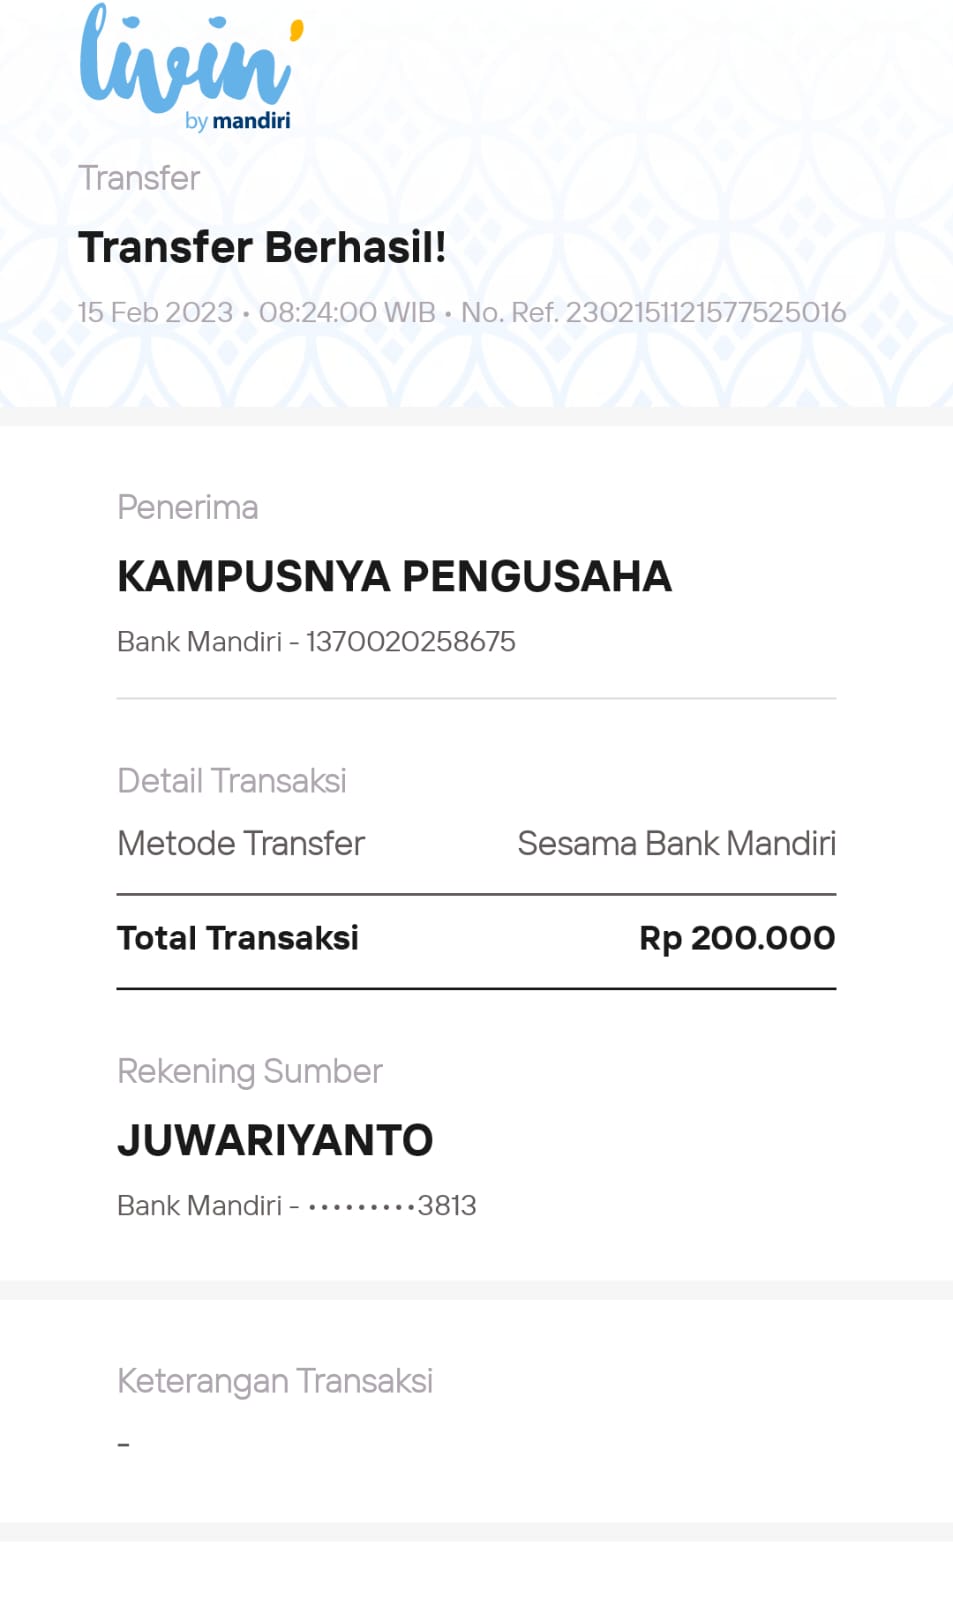 livin'
by mandiri
Transfer
Transfer Berhasil!
15 Feb 2023 • 08:24:00 WIB • No. Ref. 2302151121577525016
Penerima
KAMPUSNYA PENGUSAHA
Bank Mandiri - 1370020258675
Detail Transaksi
Metode Transfer Sesama Bank Mandiri
Total Transaksi Rp 200.000
Rekening Sumber
JUWARIYANTO
Bank Mandiri - •••••••••3813
Keterangan Transaksi
-